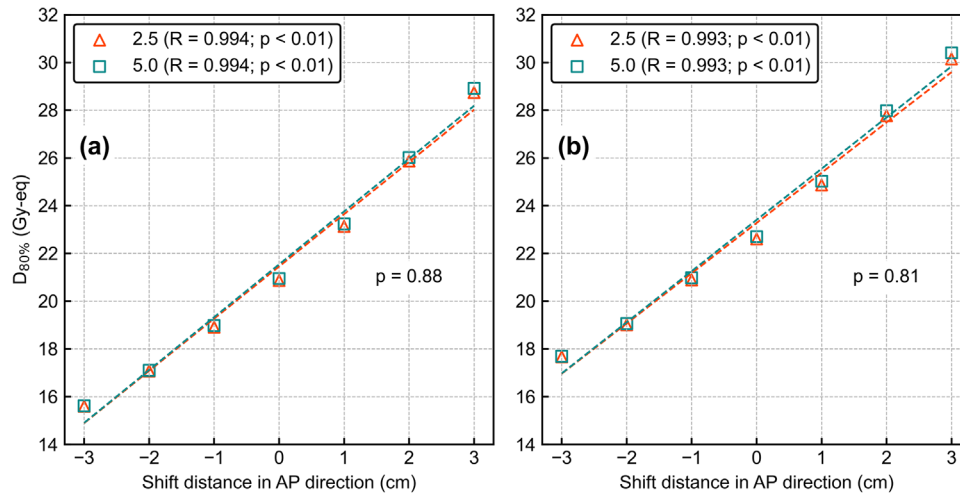 2.5 (R = 0.994; p < 0.01)
5.0 (R = 0.994; p < 0.01)
(a)
p = 0.88
D80% (Gy-eq)
32
30
28
26
24
22
20
18
16
14
−3 −2 −1 0 1 2 3
Shift distance in AP direction (cm)
2.5 (R = 0.993; p < 0.01)
5.0 (R = 0.993; p < 0.01)
(b)
p = 0.81
32
30
28
26
24
22
20
18
16
14
−3 −2 −1 0 1 2 3
Shift distance in AP direction (cm)